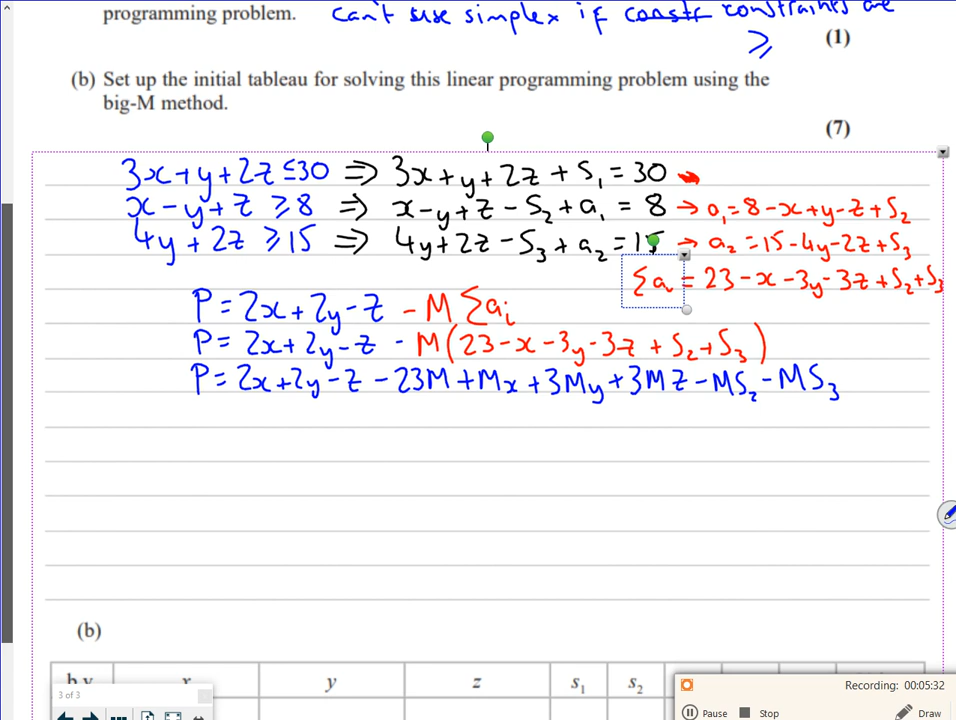 programming problem. can't use simplex if constr constraints are
≥
(1)
(b) Set up the initial tableau for solving this linear programming problem using the
big-M method.
(7)
3x+y+2z ≤30 ⇒ 3x+y+2z+S₁=30 →
x-y+z ≥8 ⇒ x-y+z-S₂+a₁ = 8 → a₁=8-x+y-z+S₂
4y+2z ≥15 ⇒ 4y+2z-S₃+a₂=15 → a₂=15-4y-2z+S₃
Σaᵢ = 23-x-3y-3z+S₂+S₃
P= 2x+2y-z - M Σaᵢ
P= 2x+2y-z - M(23-x-3y-3z+S₂+S₃)
P= 2x+2y-z -23M+Mx+3My+3Mz-MS₂-MS₃
(b)
b.v. x y z s₁ s₂
3 of 3
Recording: 00:05:32
Pause Stop Draw